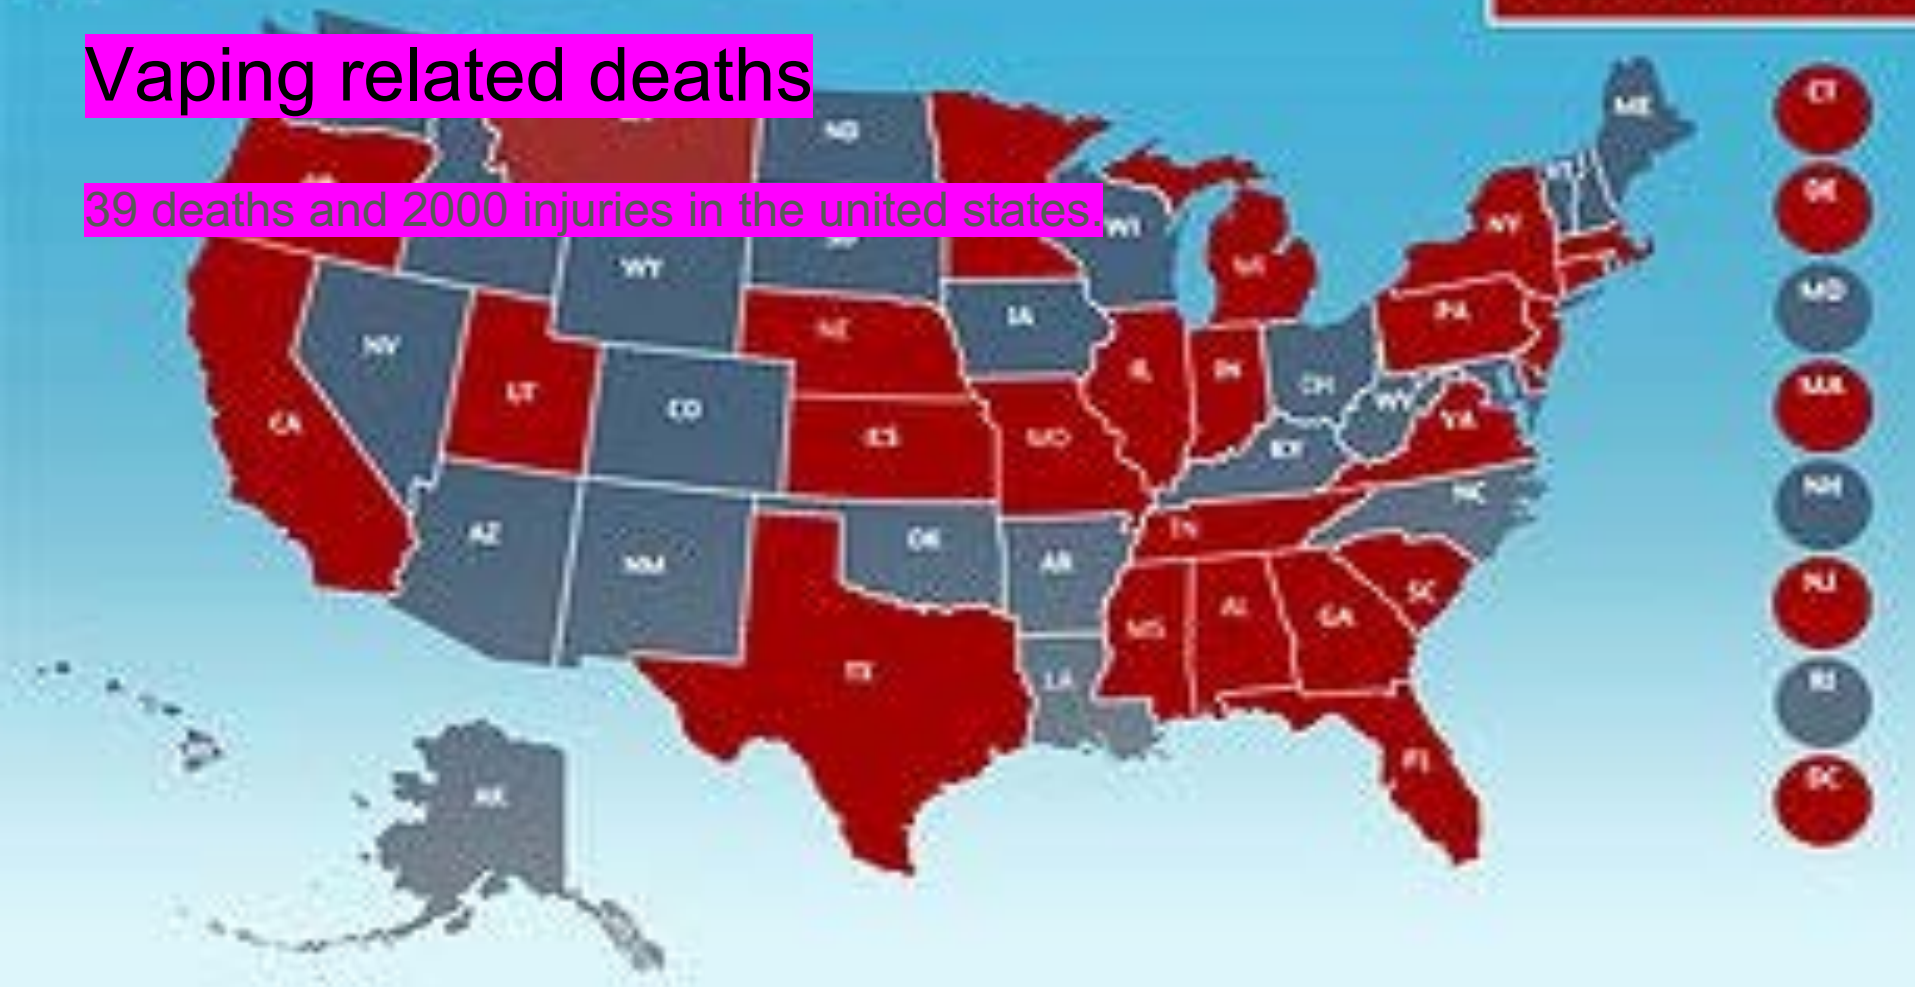 Vaping related deaths
39 deaths and 2000 injuries in the united states.
ME
CT
ND
DE
NY
WI
WY
MI
MD
PA
IA
NE
NV
IL
IN
OH
UT
MA
CO
WV
VA
CA
KS
MO
KY
NH
NC
TN
AZ
OK
AR
NM
NJ
SC
AL
GA
MS
TX
LA
RI
FL
DC
AK